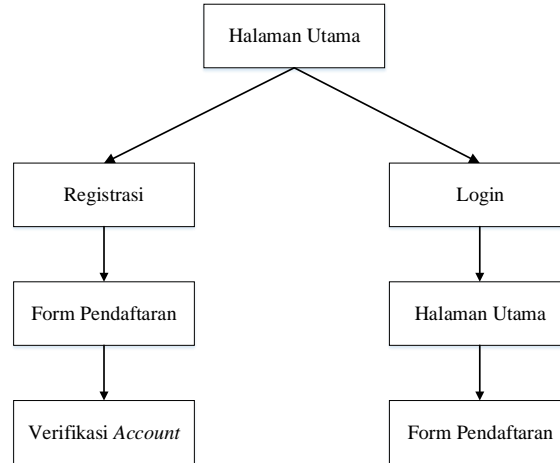 Halaman Utama
Registrasi
Login
Form Pendaftaran
Halaman Utama
Verifikasi Account
Form Pendaftaran